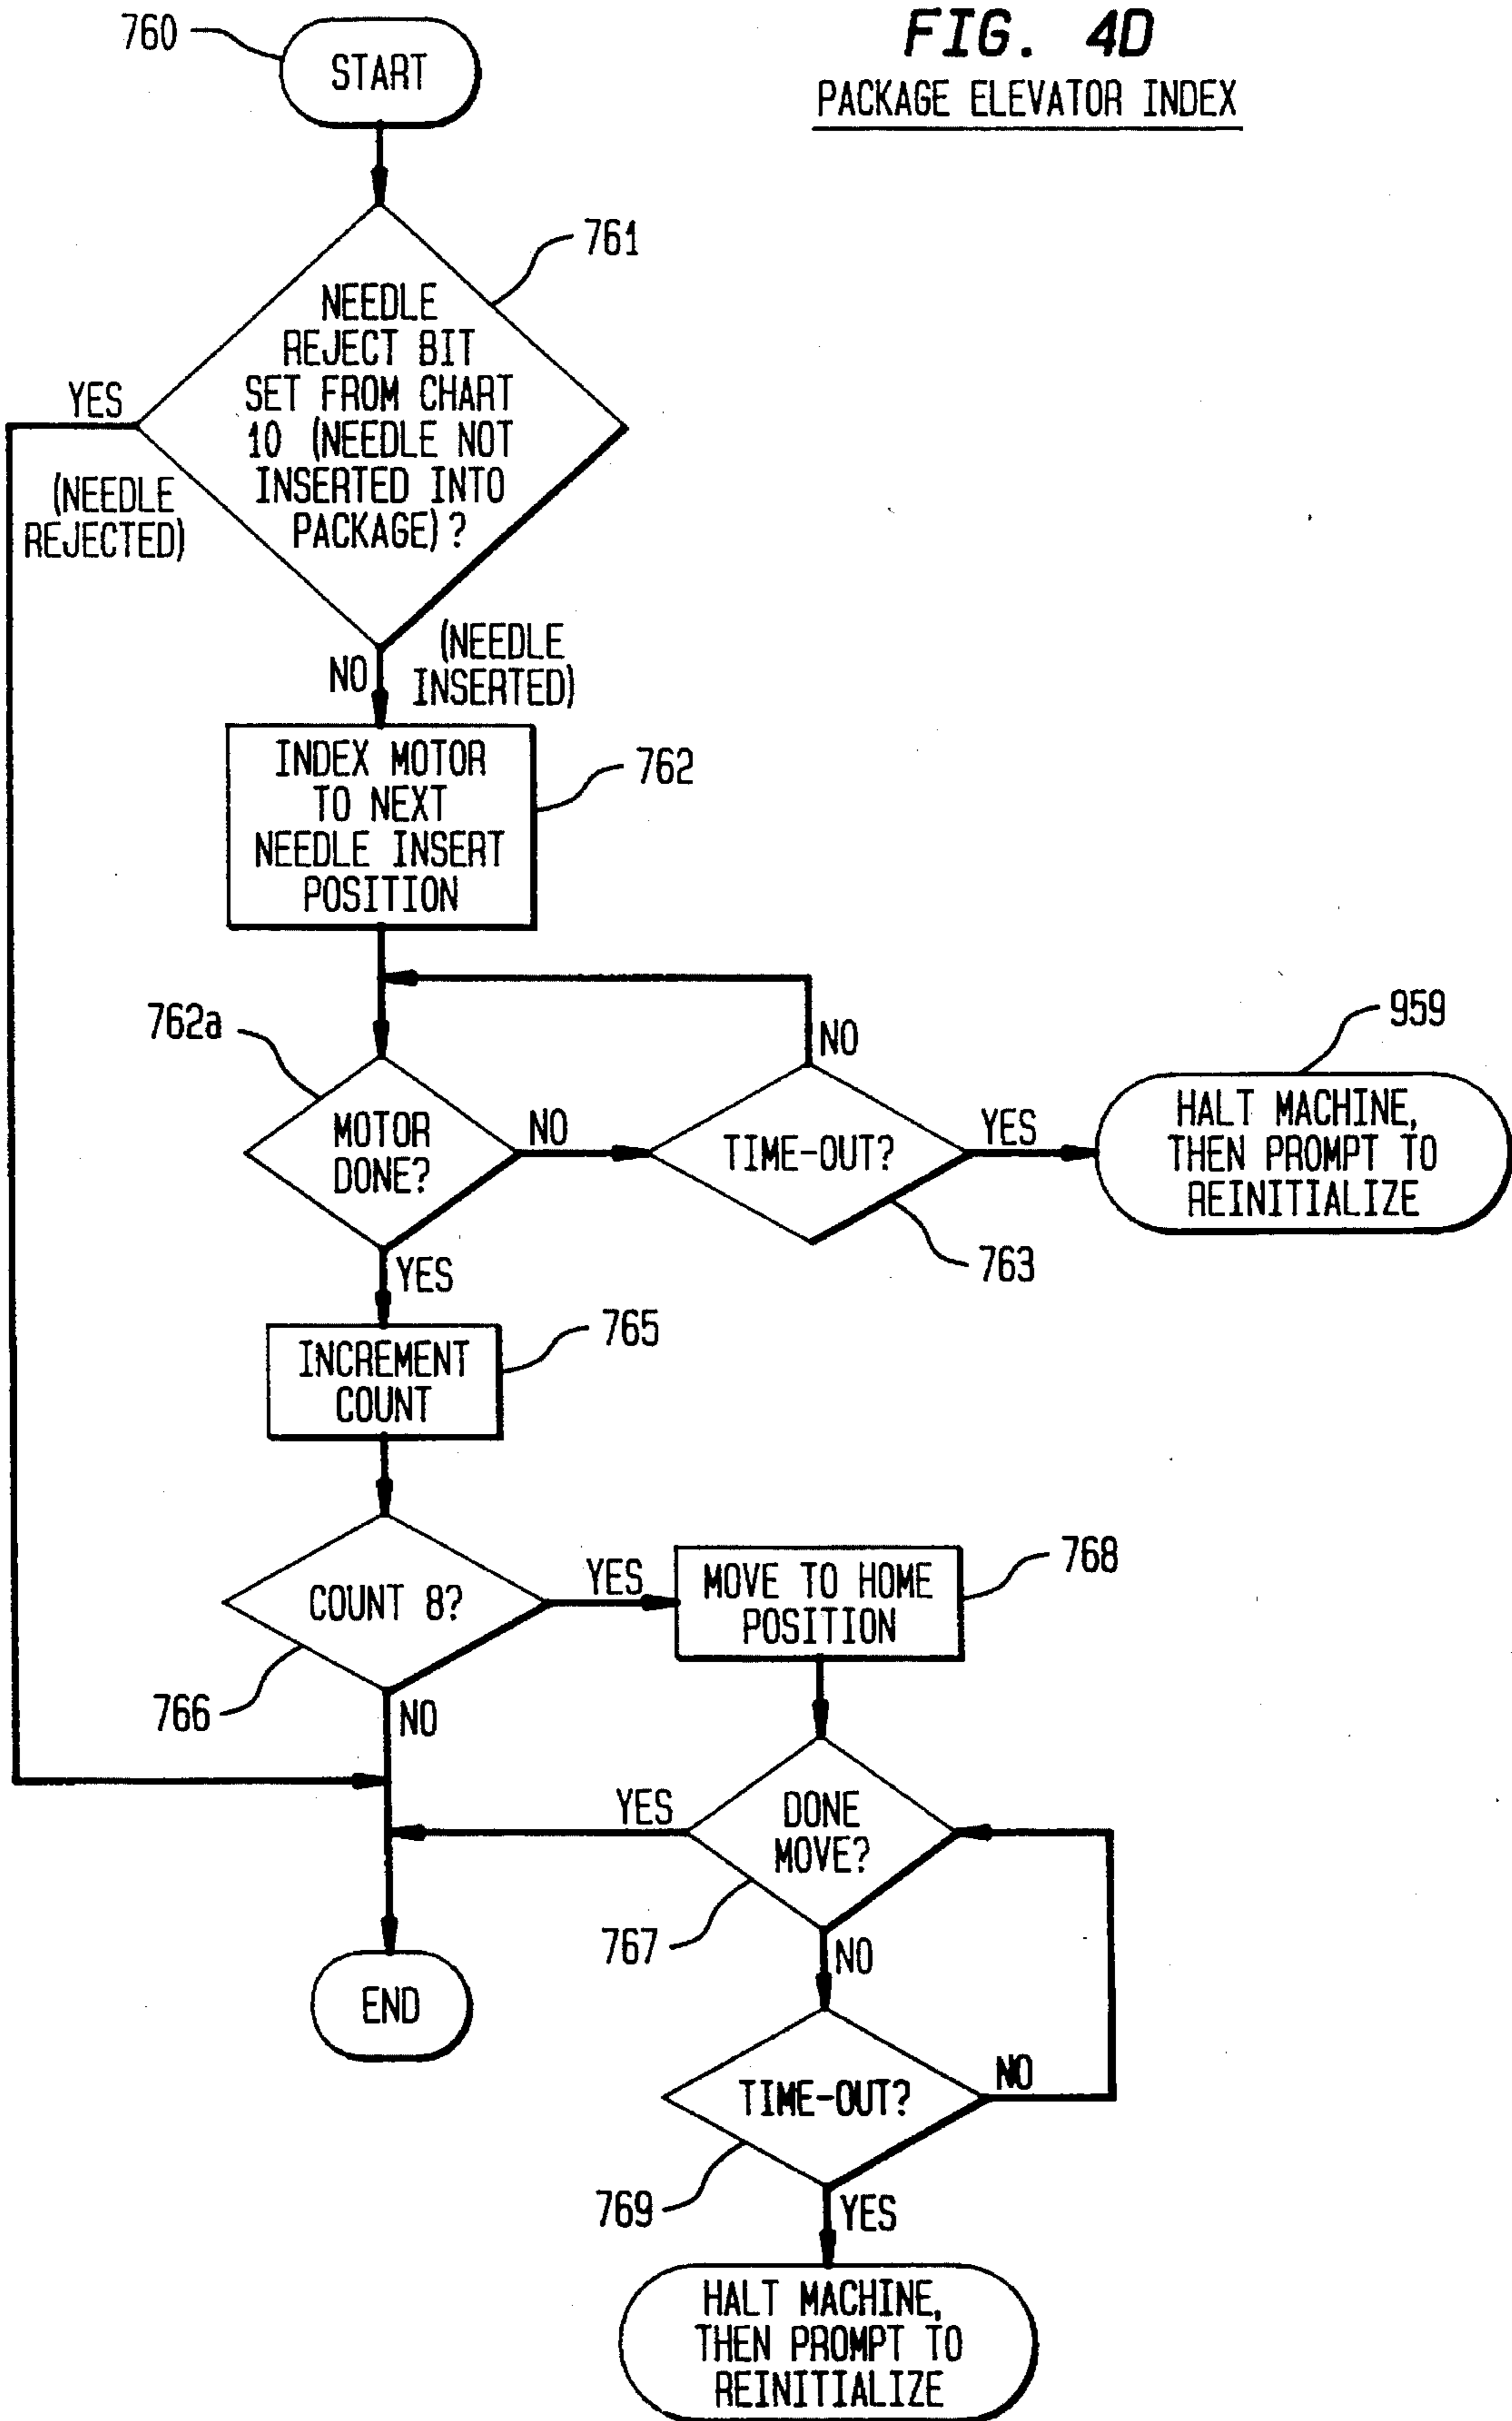 FIG. 4D
PACKAGE ELEVATOR INDEX
760
START
761
NEEDLE
REJECT BIT
SET FROM CHART
10 (NEEDLE NOT
INSERTED INTO
PACKAGE)?
YES
(NEEDLE
REJECTED)
NO
(NEEDLE
INSERTED)
INDEX MOTOR
TO NEXT
NEEDLE INSERT
POSITION
762
762a
MOTOR
DONE?
NO
TIME-OUT?
NO
YES
763
959
HALT MACHINE,
THEN PROMPT TO
REINITIALIZE
YES
INCREMENT
COUNT
765
COUNT 8?
766
YES
NO
MOVE TO HOME
POSITION
768
DONE
MOVE?
YES
767
NO
END
TIME-OUT?
NO
769
YES
HALT MACHINE,
THEN PROMPT TO
REINITIALIZE